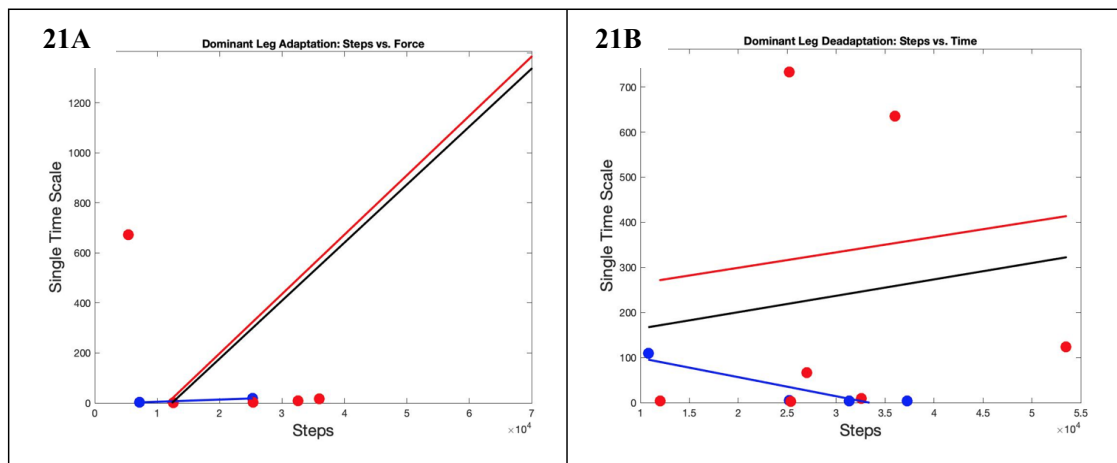 21A
Dominant Leg Adaptation: Steps vs. Force
Single Time Scale
1200
1000
800
600
400
200
0
0 1 2 3 4 5 6 7
×10⁴
Steps
21B
Dominant Leg Deadaptation: Steps vs. Time
Single Time Scale
700
600
500
400
300
200
100
0
1 1.5 2 2.5 3 3.5 4 4.5 5 5.5
×10⁴
Steps